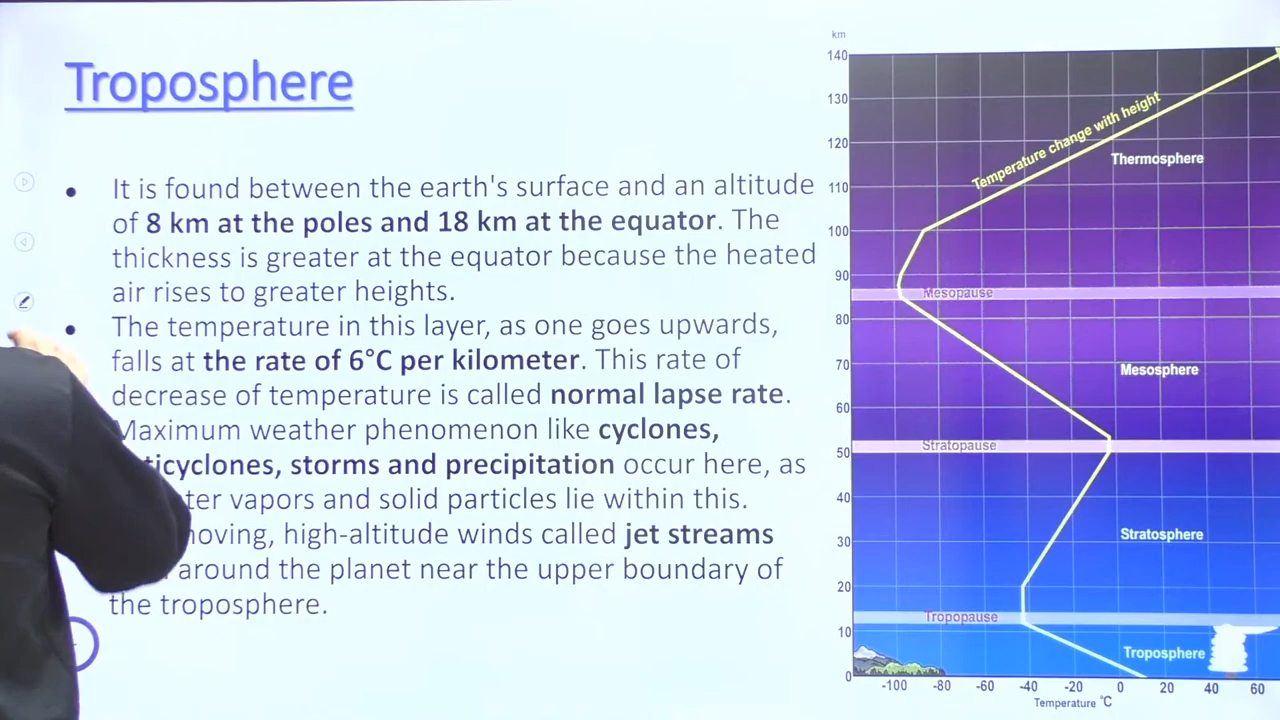 Troposphere
It is found between the earth's surface and an altitude
of 8 km at the poles and 18 km at the equator. The
thickness is greater at the equator because the heated
air rises to greater heights.
The temperature in this layer, as one goes upwards,
falls at the rate of 6°C per kilometer. This rate of
decrease of temperature is called normal lapse rate.
Maximum weather phenomenon like cyclones,
ticyclones, storms and precipitation occur here, as
ter vapors and solid particles lie within this.
moving, high-altitude winds called jet streams
around the planet near the upper boundary of
the troposphere.
km
140
130
120
110
100
90
80
70
60
50
40
30
20
10
0
Temperature change with height
Thermosphere
Mesopause
Mesosphere
Stratopause
Stratosphere
Tropopause
Troposphere
-100 -80 -60 -40 -20 0 20 40 60
Temperature °C